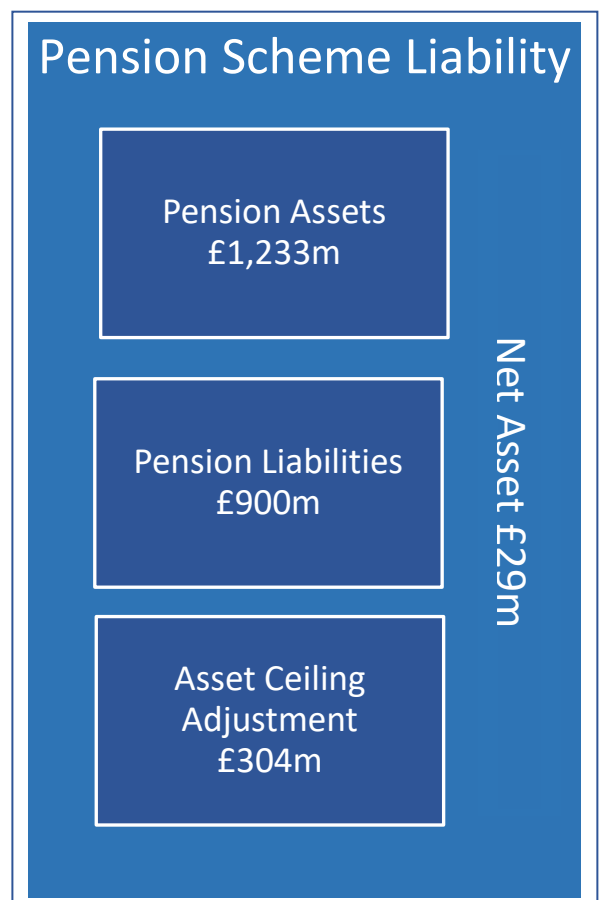 Pension Scheme Liability
Pension Assets
£1,233m
Pension Liabilities
£900m
Asset Ceiling
Adjustment
£304m
Net Asset £29m